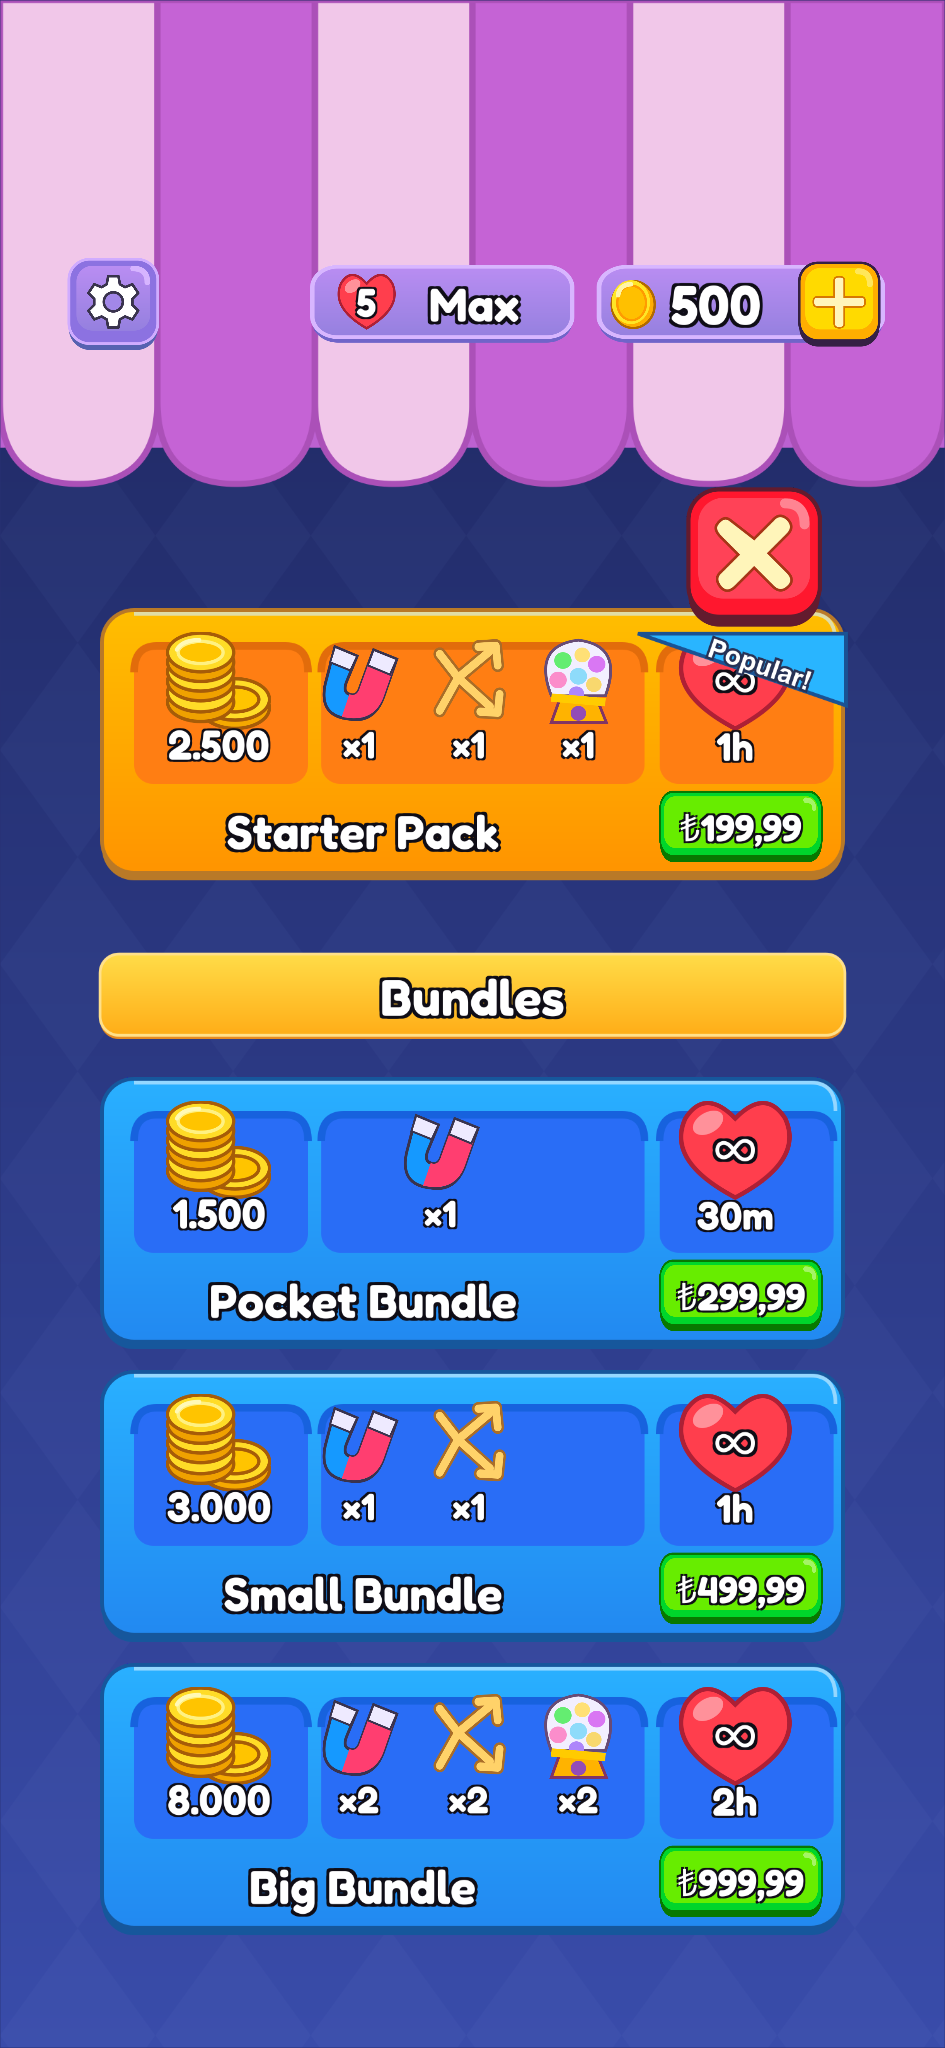 5 Max 500
Popular!
∞
2.500 x1 x1 x1 1h
Starter Pack ₺199,99
Bundles
∞
1.500 x1 30m
Pocket Bundle ₺299,99
∞
3.000 x1 x1 1h
Small Bundle ₺499,99
∞
8.000 x2 x2 x2 2h
Big Bundle ₺999,99